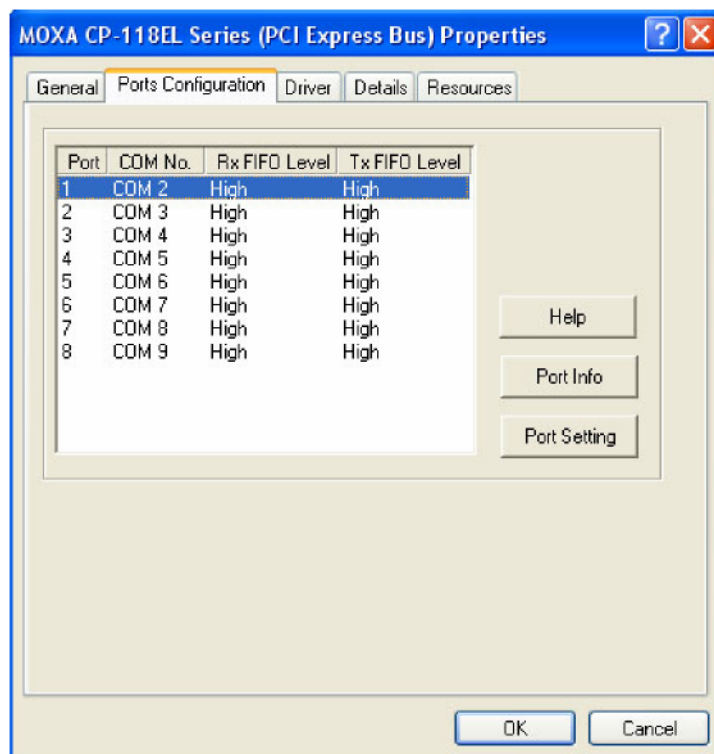 MOXA CP-118EL Series (PCI Express Bus) Properties
General Ports Configuration Driver Details Resources
Port COM No. Rx FIFO Level Tx FIFO Level
1 COM 2 High High
2 COM 3 High High
3 COM 4 High High
4 COM 5 High High
5 COM 6 High High
6 COM 7 High High
7 COM 8 High High
8 COM 9 High High
Help
Port Info
Port Setting
OK Cancel